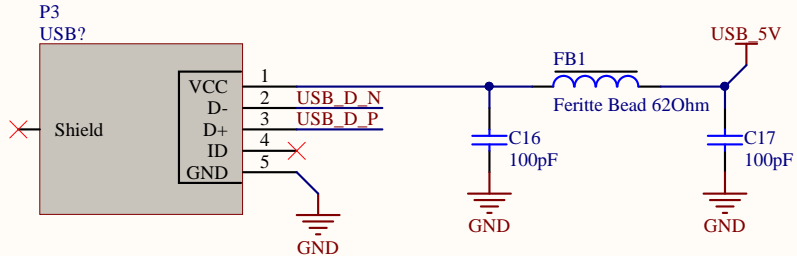 P3
USB?
VCC 1
D- 2 USB_D_N
D+ 3 USB_D_P
ID 4
GND 5
Shield
GND
FB1
Feritte Bead 62Ohm
USB_5V
C16
100pF
GND
C17
100pF
GND